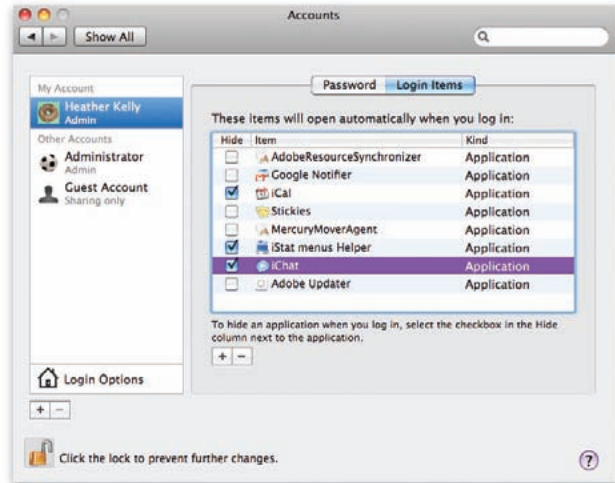 Accounts
Show All
My Account
Heather Kelly
Admin
Other Accounts
Administrator
Admin
Guest Account
Sharing only
Login Options
Password Login Items
These items will open automatically when you log in:
Hide Item Kind
AdobeResourceSynchronizer Application
Google Notifier Application
iCal Application
Stickies Application
MercuryMoverAgent Application
iStat menus Helper Application
iChat Application
Adobe Updater Application
To hide an application when you log in, select the checkbox in the Hide
column next to the application.
+ −
+ −
Click the lock to prevent further changes.
?